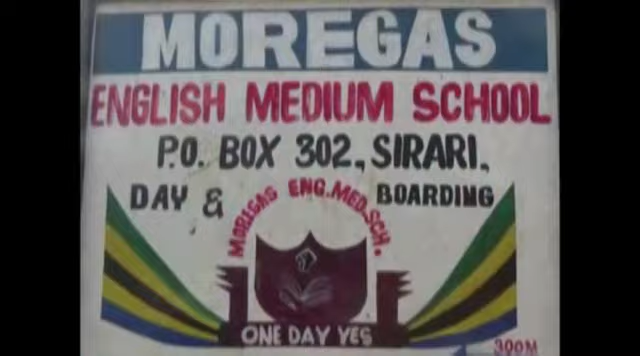 MOREGAS
ENGLISH MEDIUM SCHOOL
P.O. BOX 302, SIRARI.
DAY & BOARDING
MOREGAS ENG. MED. SCH.
ONE DAY YES
300M